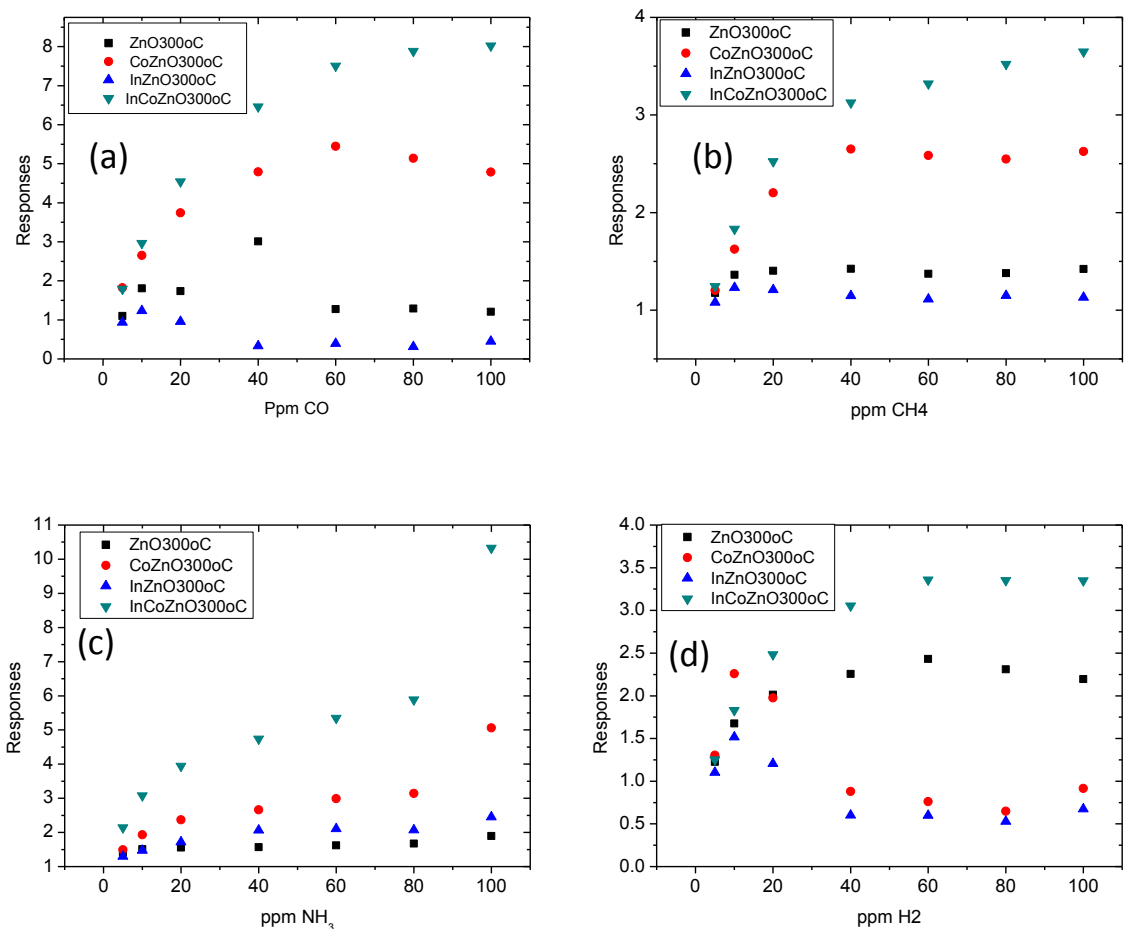 ZnO300oC
CoZnO300oC
InZnO300oC
InCoZnO300oC
(a)
Responses
8
7
6
5
4
3
2
1
0
0 20 40 60 80 100
Ppm CO
ZnO300oC
CoZnO300oC
InZnO300oC
InCoZnO300oC
(b)
Responses
4
3
2
1
0 20 40 60 80 100
ppm CH4
ZnO300oC
CoZnO300oC
InZnO300oC
InCoZnO300oC
(c)
Responses
11
10
9
8
7
6
5
4
3
2
1
0 20 40 60 80 100
ppm NH3
ZnO300oC
CoZnO300oC
InZnO300oC
InCoZnO300oC
(d)
Responses
4.0
3.5
3.0
2.5
2.0
1.5
1.0
0.5
0.0
0 20 40 60 80 100
ppm H2